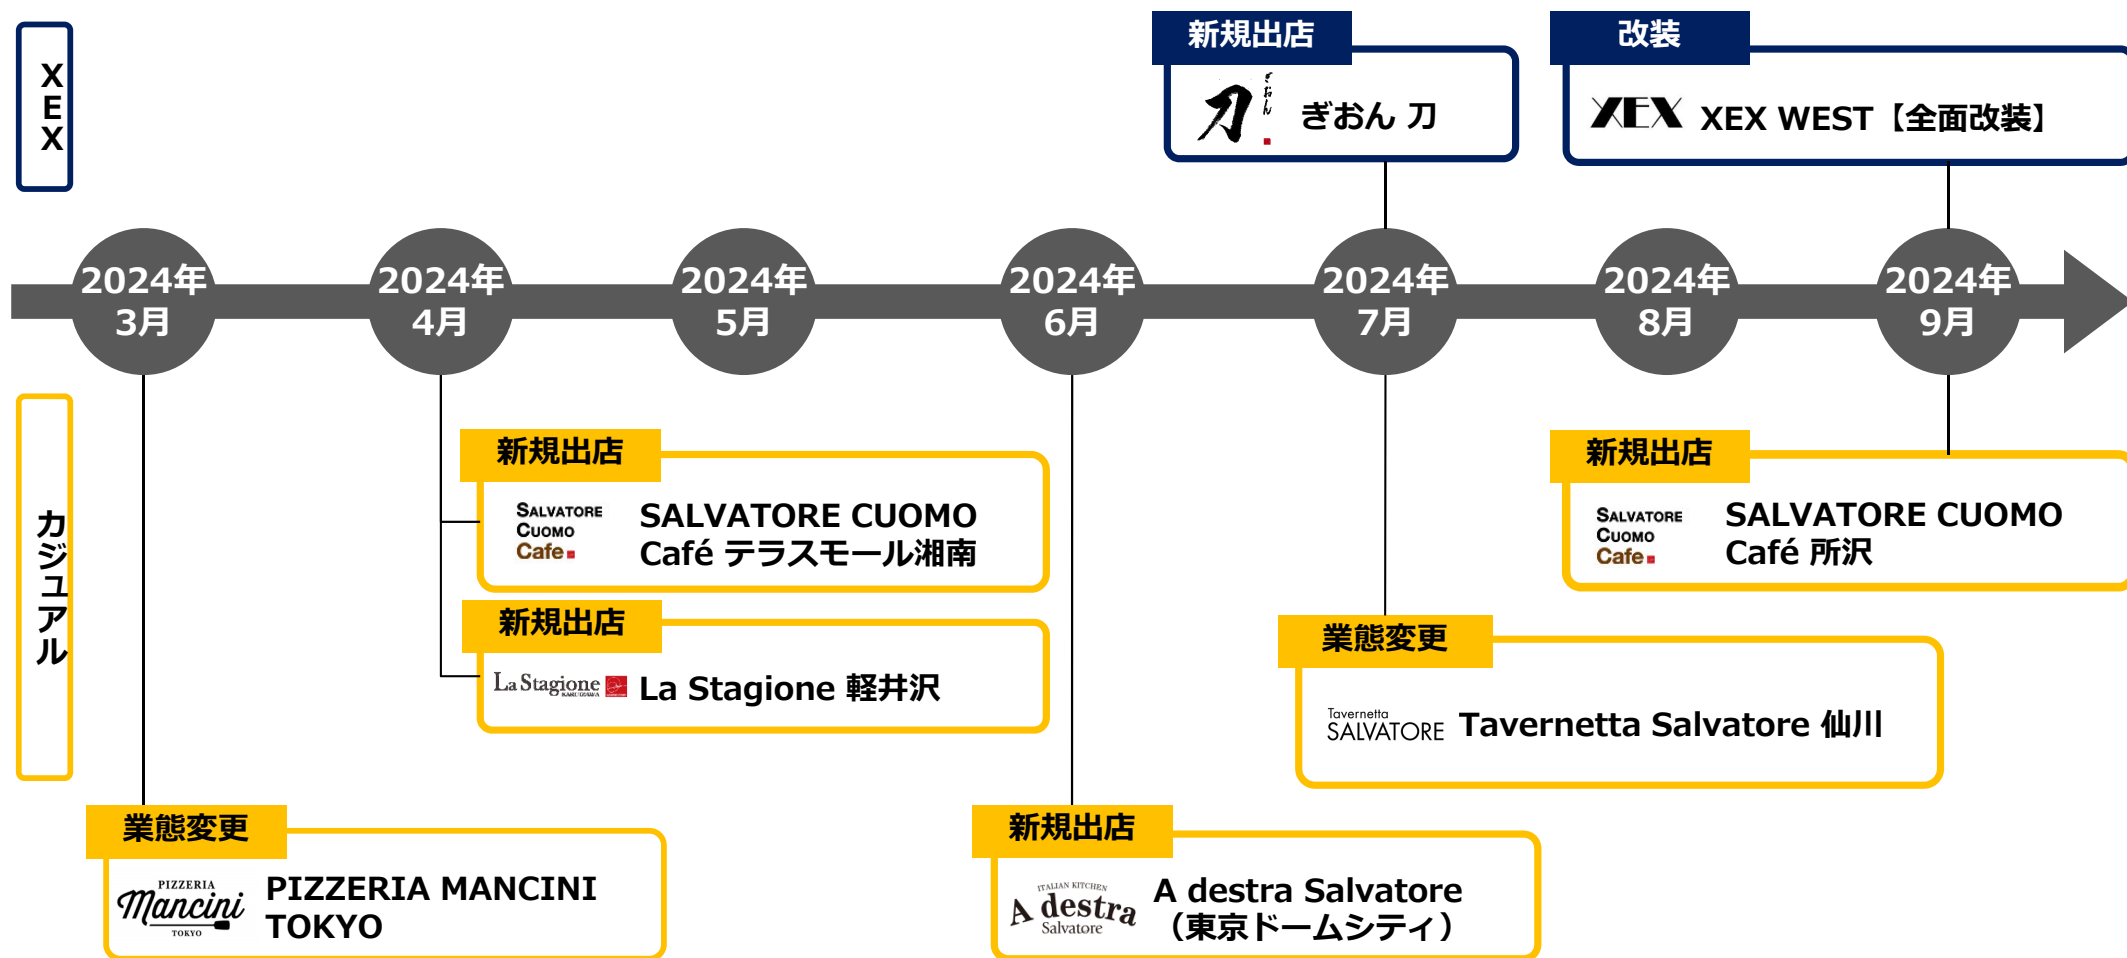 XEX
新規出店
刀 ぎおん
ぎおん 刀
改装
XEX
XEX WEST【全面改装】
2024年
3月
2024年
4月
2024年
5月
2024年
6月
2024年
7月
2024年
8月
2024年
9月
カジュアル
新規出店
SALVATORE
CUOMO
Cafe
SALVATORE CUOMO
Café テラスモール湘南
新規出店
La Stagione
KARUIZAWA
La Stagione 軽井沢
新規出店
SALVATORE
CUOMO
Cafe
SALVATORE CUOMO
Café 所沢
業態変更
Tavernetta
SALVATORE
Tavernetta Salvatore 仙川
業態変更
PIZZERIA
Mancini
TOKYO
PIZZERIA MANCINI
TOKYO
新規出店
ITALIAN KITCHEN
A destra
Salvatore
A destra Salvatore
（東京ドームシティ）